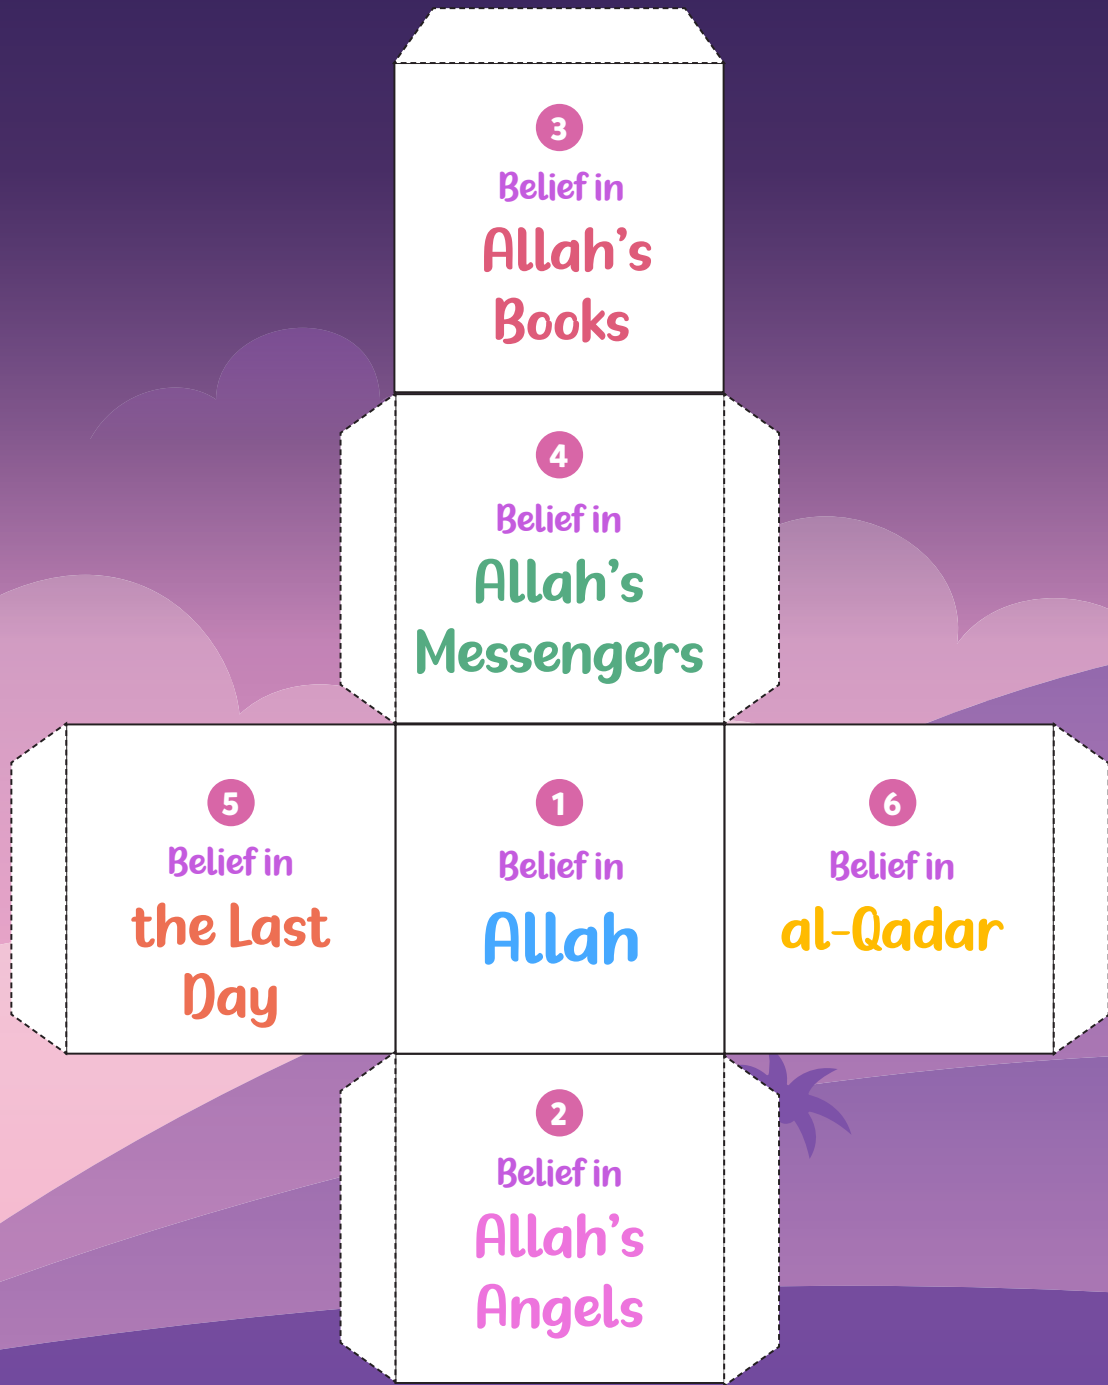 3
Belief in
Allah's
Books
4
Belief in
Allah's
Messengers
5
Belief in
the Last
Day
1
Belief in
Allah
6
Belief in
al-Qadar
2
Belief in
Allah's
Angels